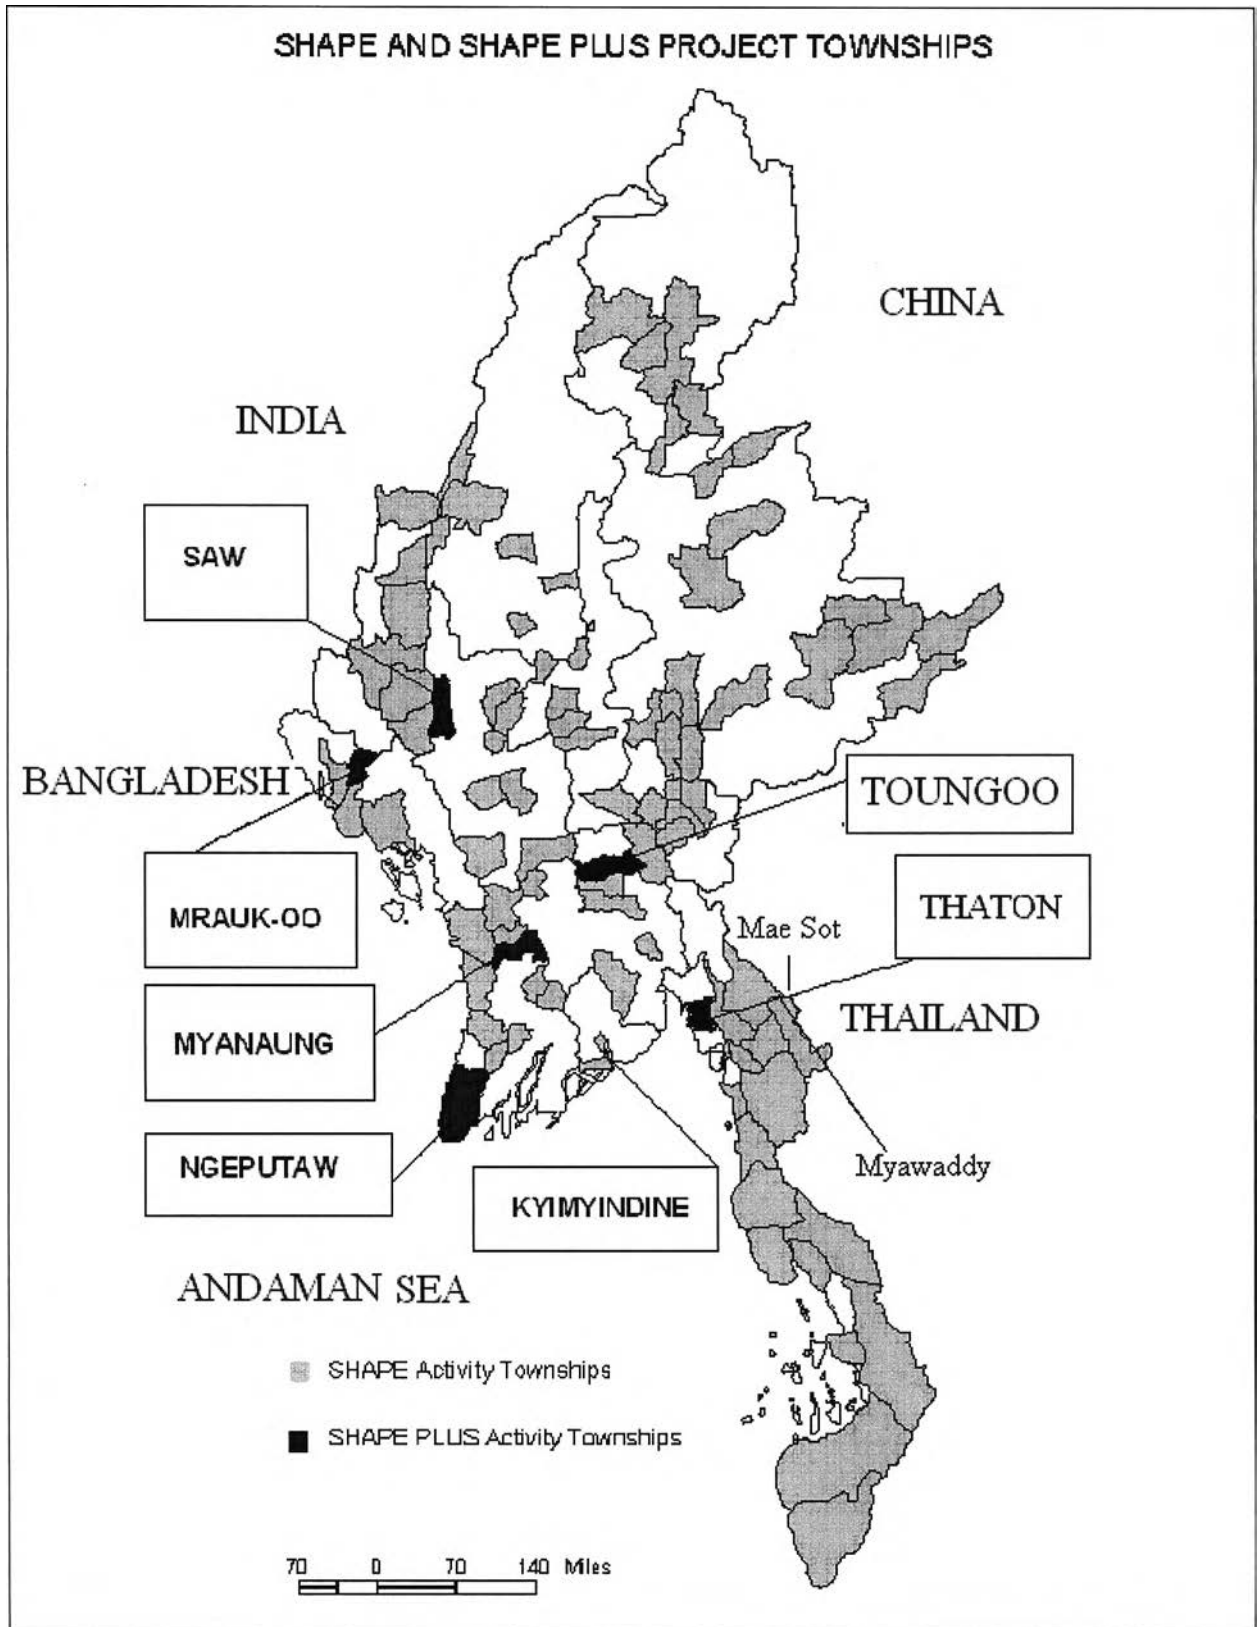 SHAPE AND SHAPE PLUS PROJECT TOWNSHIPS
CHINA
INDIA
SAW
BANGLADESH
TOUNGOO
MRAUK-OO
THATON
Mae Sot
MYANAUNG
THAILAND
NGEPUTAW
Myawaddy
KYIMYINDINE
ANDAMAN SEA
SHAPE Activity Townships
SHAPE PLUS Activity Townships
70 0 70 140 Miles